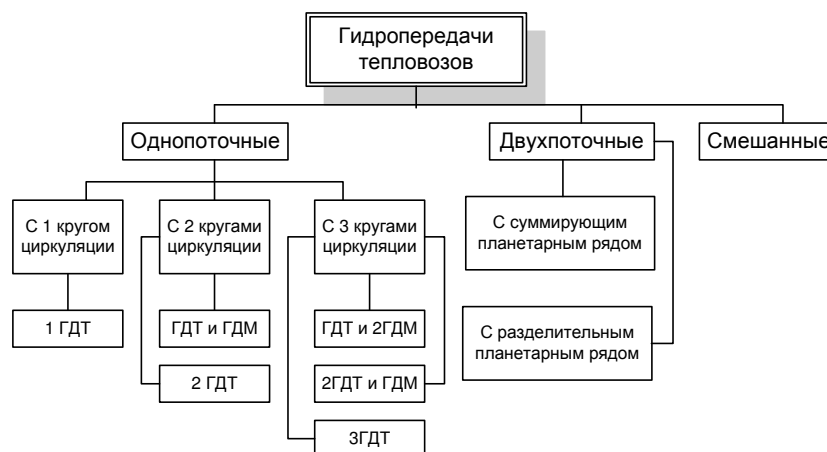 Гидропередачи
тепловозов
Однопоточные
Двухпоточные
Смешанные
С 1 кругом
циркуляции
С 2 кругами
циркуляции
С 3 кругами
циркуляции
С суммирующим
планетарным рядом
1 ГДТ
ГДТ и ГДМ
ГДТ и 2ГДМ
С разделительным
планетарным рядом
2 ГДТ
2ГДТ и ГДМ
3ГДТ